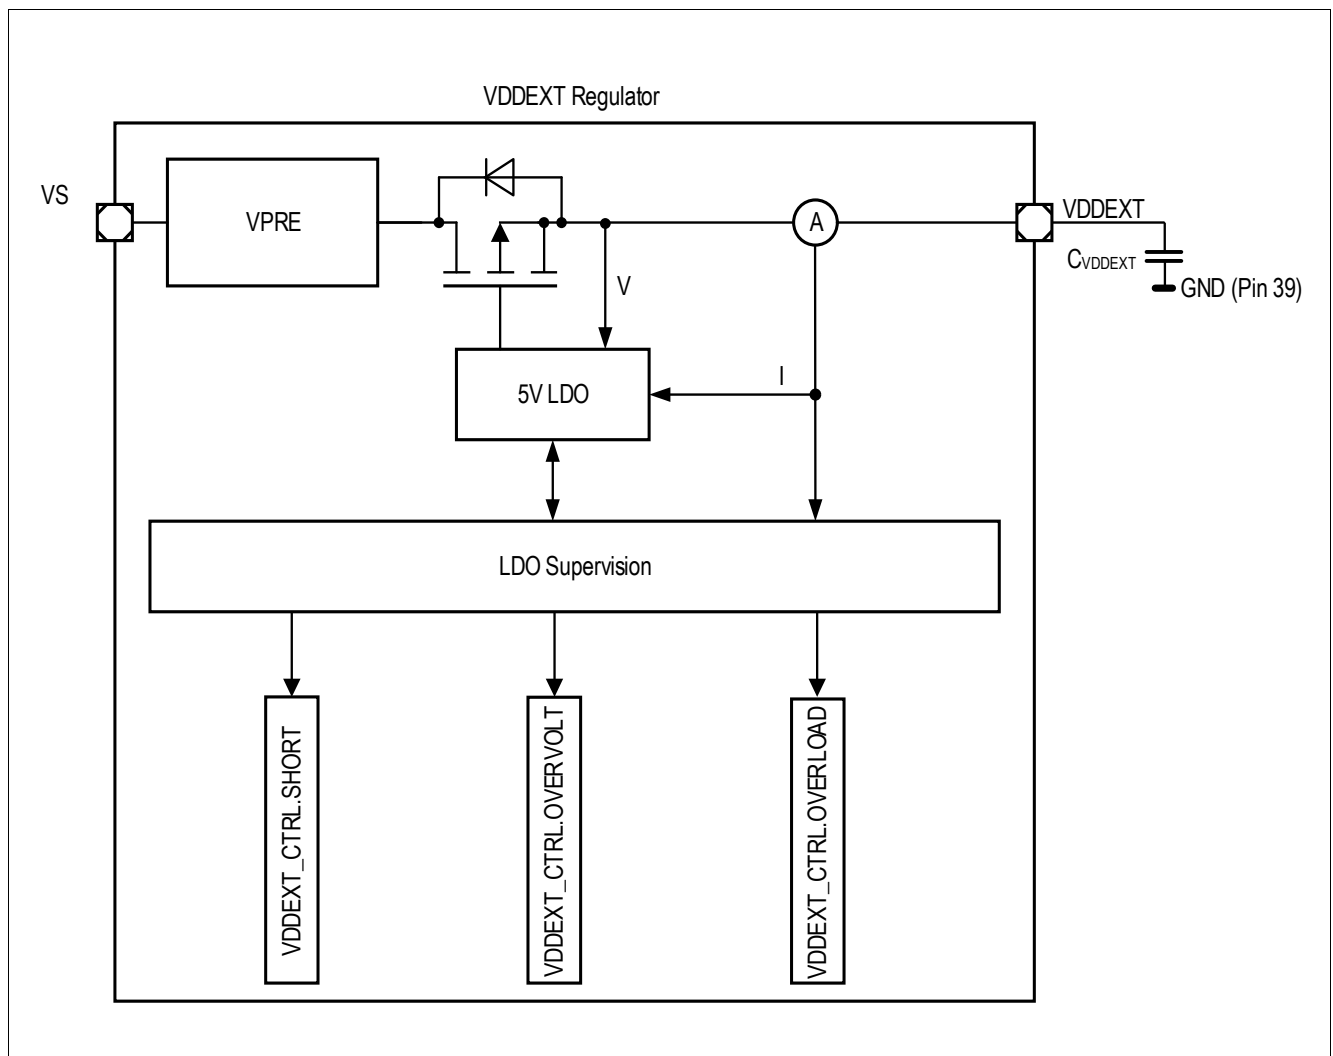 VDDEXT Regulator
VS
VPRE
A
VDDEXT
CVDDEXT
GND (Pin 39)
V
I
5V LDO
LDO Supervision
VDDEXT_CTRL.SHORT
VDDEXT_CTRL.OVERVOLT
VDDEXT_CTRL.OVERLOAD